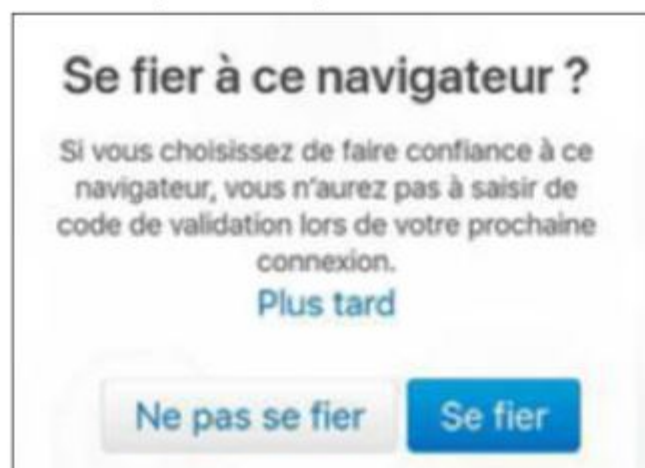 Se fier à ce navigateur ?
Si vous choisissez de faire confiance à ce
navigateur, vous n'aurez pas à saisir de
code de validation lors de votre prochaine
connexion.
Plus tard
Ne pas se fier
Se fier